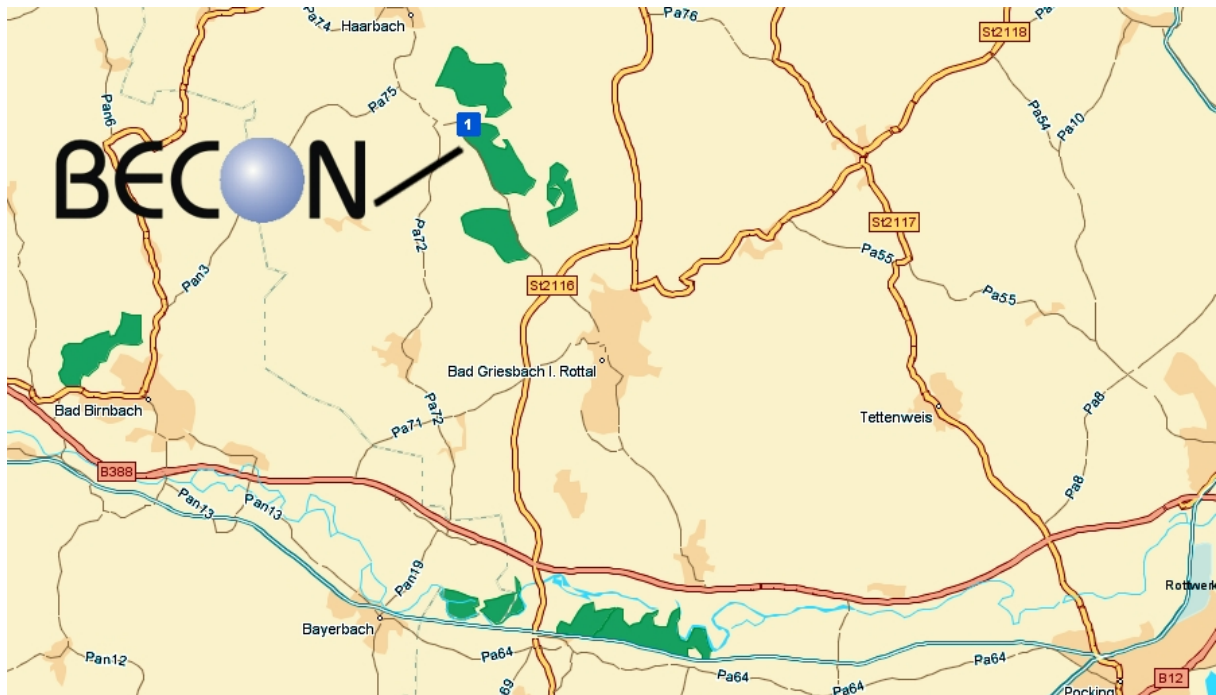 Pa74
Haarbach
Pa76
St2118
Pa75
Pan6
1
Pa54
Pa10
BECON
St2117
Pa72
Pa55
Pan3
St2116
Pa55
Bad Griesbach I. Rottal
Bad Birnbach
Pa72
Pa71
Tettenweis
Pa8
B388
Pan13
Pan13
Pa8
Pan19
Rottwerk
Bayerbach
Pan12
Pa64
Pa64
Pa64
Pa64
B12
Pocking